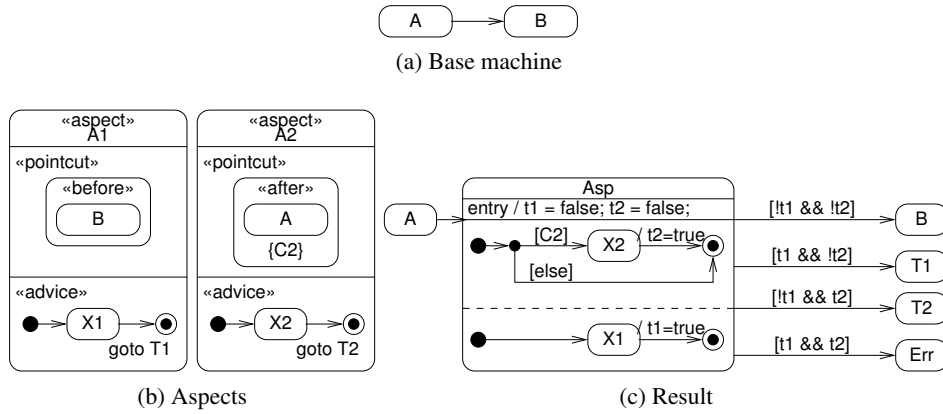 A
B
(a) Base machine
«aspect»
A1
«pointcut»
«before»
B
«advice»
X1
goto T1
«aspect»
A2
«pointcut»
«after»
A
{C2}
«advice»
X2
goto T2
(b) Aspects
A
Asp
entry / t1 = false; t2 = false;
[C2]
X2
/ t2=true
[else]
X1
/ t1=true
[!t1 && !t2]
B
[t1 && !t2]
T1
[!t1 && t2]
T2
[t1 && t2]
Err
(c) Result